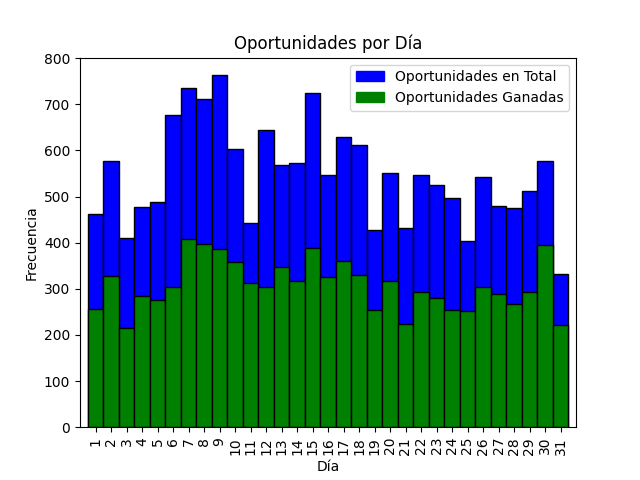 Oportunidades por Día
Oportunidades en Total
Oportunidades Ganadas
Frecuencia
800
700
600
500
400
300
200
100
0
1 2 3 4 5 6 7 8 9 10 11 12 13 14 15 16 17 18 19 20 21 22 23 24 25 26 27 28 29 30 31
Día